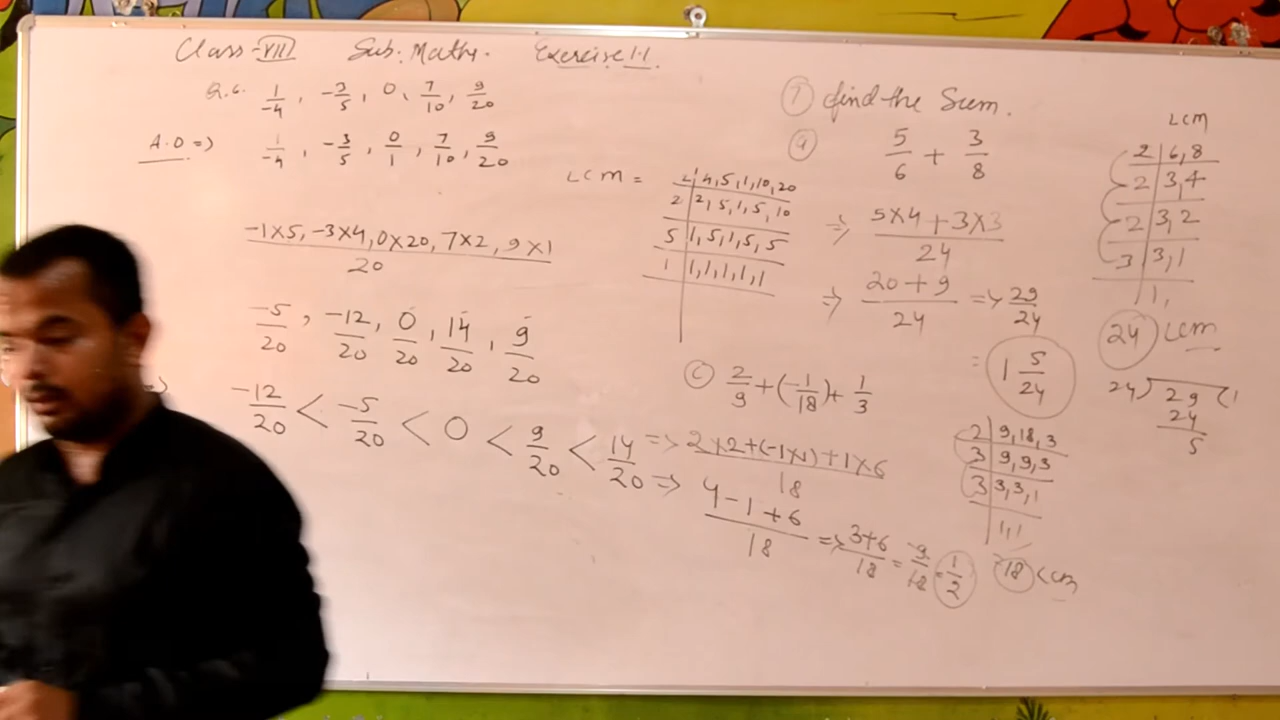 Class-VIII Sub. Maths. Exercise 1.1
Q.6. 1/-4, -3/5, 0, 7/10, 9/20
A.O => 1/-4, -3/5, 0/1, 7/10, 9/20
LCM =
2 | 4,5,1,10,20
2 | 2,5,1,5,10
5 | 1,5,1,5,5
1 | 1,1,1,1,1
-1×5, -3×4, 0×20, 7×2, 9×1 / 20
-5/20, -12/20, 0/20, 14/20, 9/20
-12/20 < -5/20 < 0 < 9/20 < 14/20
7 find the Sum.
a 5/6 + 3/8
=> 5×4+3×3 / 24
=> 20+9 / 24 => 29/24
= 1 5/24
LCM
2 | 6,8
2 | 3,4
2 | 3,2
3 | 3,1
1,
24 LCM
24) 29 (1
24
5
c 2/9 + (-1/18) + 1/3
=> 2×2+(-1×1)+1×6 / 18
=> 4-1+6 / 18 => 3+6 / 18 = 9/18 = 1/2
2 | 9,18,3
3 | 9,9,3
3 | 3,3,1
1,1
18 LCM